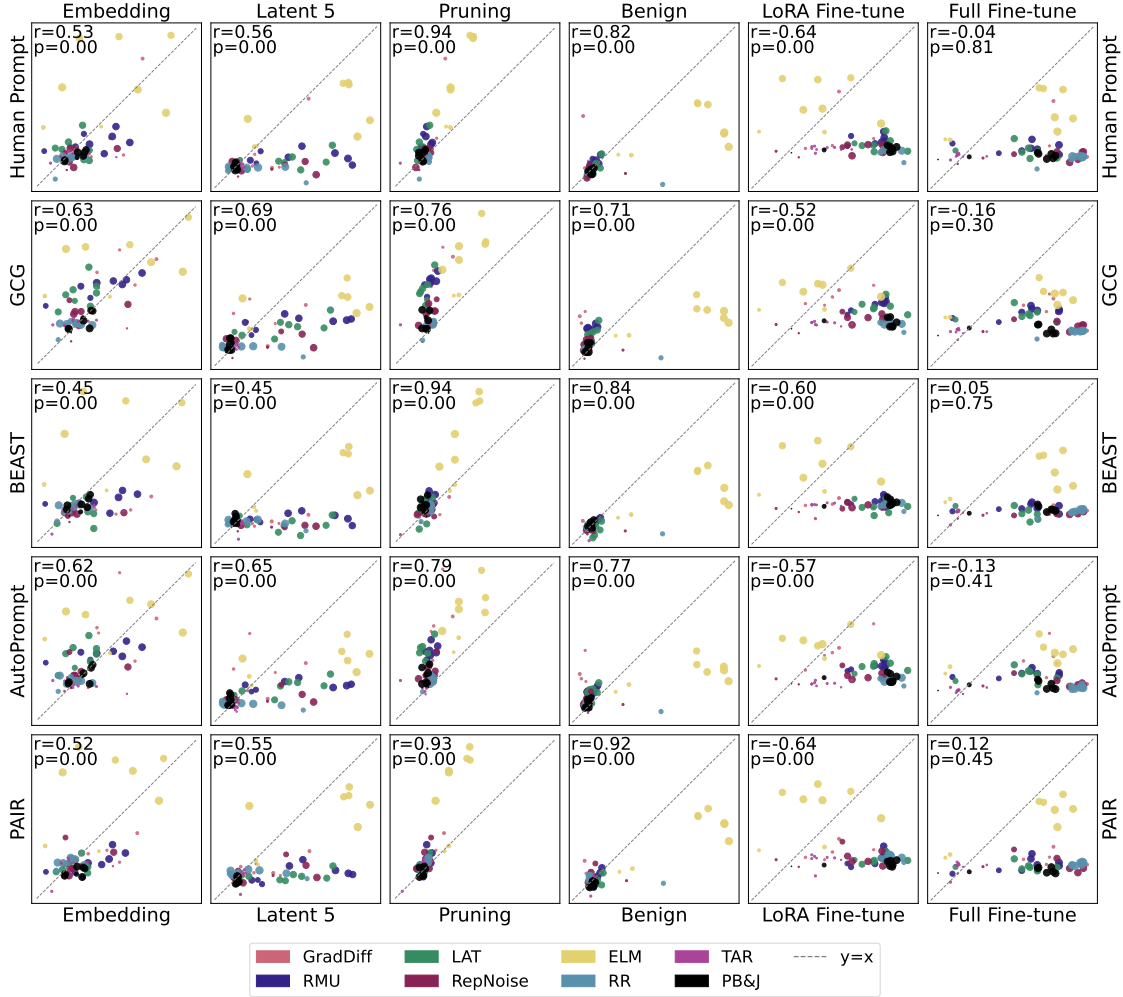 Embedding Latent 5 Pruning Benign LoRA Fine-tune Full Fine-tune
Human Prompt
r=0.53
p=0.00
r=0.56
p=0.00
r=0.94
p=0.00
r=0.82
p=0.00
r=-0.64
p=0.00
r=-0.04
p=0.81
Human Prompt
GCG
r=0.63
p=0.00
r=0.69
p=0.00
r=0.76
p=0.00
r=0.71
p=0.00
r=-0.52
p=0.00
r=-0.16
p=0.30
GCG
BEAST
r=0.45
p=0.00
r=0.45
p=0.00
r=0.94
p=0.00
r=0.84
p=0.00
r=-0.60
p=0.00
r=0.05
p=0.75
BEAST
AutoPrompt
r=0.62
p=0.00
r=0.65
p=0.00
r=0.79
p=0.00
r=0.77
p=0.00
r=-0.57
p=0.00
r=-0.13
p=0.41
AutoPrompt
PAIR
r=0.52
p=0.00
r=0.55
p=0.00
r=0.93
p=0.00
r=0.92
p=0.00
r=-0.64
p=0.00
r=0.12
p=0.45
PAIR
Embedding Latent 5 Pruning Benign LoRA Fine-tune Full Fine-tune
GradDiff LAT ELM TAR y=x
RMU RepNoise RR PB&J